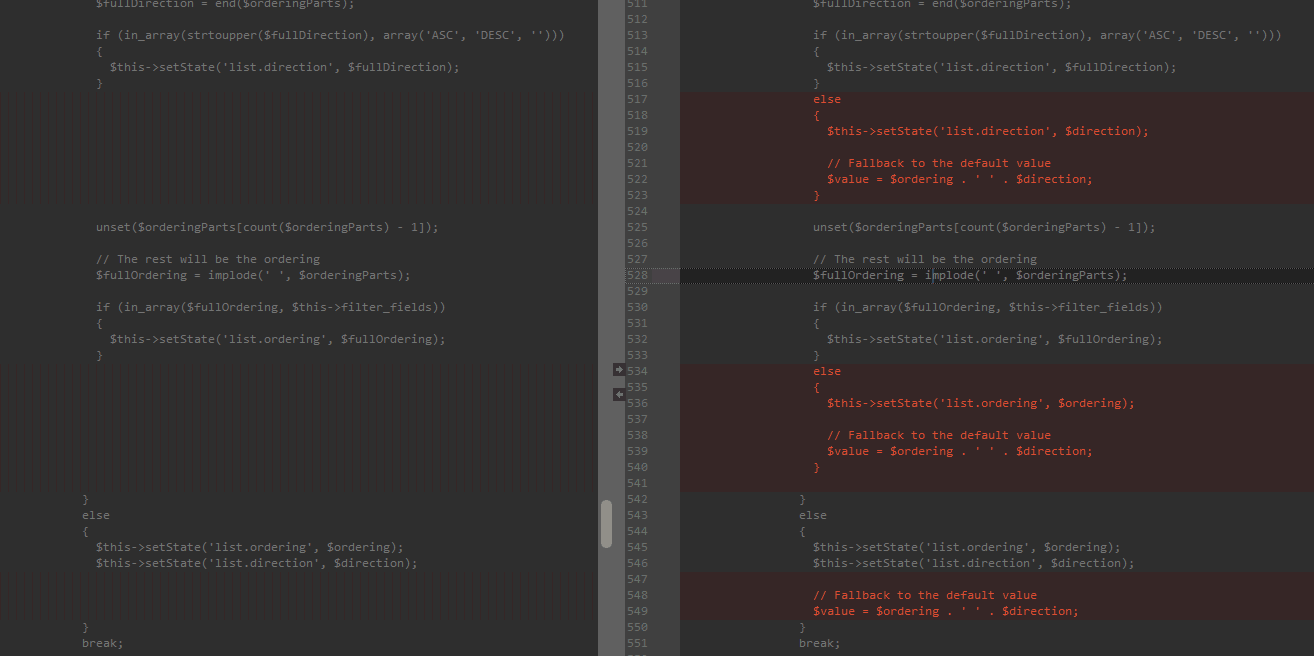 $fullDirection = end($orderingParts);
if (in_array(strtoupper($fullDirection), array('ASC', 'DESC', '')))
{
$this->setState('list.direction', $fullDirection);
}
unset($orderingParts[count($orderingParts) - 1]);
// The rest will be the ordering
$fullOrdering = implode(' ', $orderingParts);
if (in_array($fullOrdering, $this->filter_fields))
{
$this->setState('list.ordering', $fullOrdering);
}
}
else
{
$this->setState('list.ordering', $ordering);
$this->setState('list.direction', $direction);
}
break;
511 $fullDirection = end($orderingParts);
512
513 if (in_array(strtoupper($fullDirection), array('ASC', 'DESC', '')))
514 {
515 $this->setState('list.direction', $fullDirection);
516 }
517 else
518 {
519 $this->setState('list.direction', $direction);
520
521 // Fallback to the default value
522 $value = $ordering . ' ' . $direction;
523 }
524
525 unset($orderingParts[count($orderingParts) - 1]);
526
527 // The rest will be the ordering
528 $fullOrdering = implode(' ', $orderingParts);
529
530 if (in_array($fullOrdering, $this->filter_fields))
531 {
532 $this->setState('list.ordering', $fullOrdering);
533 }
534 else
535 {
536 $this->setState('list.ordering', $ordering);
537
538 // Fallback to the default value
539 $value = $ordering . ' ' . $direction;
540 }
541
542 }
543 else
544 {
545 $this->setState('list.ordering', $ordering);
546 $this->setState('list.direction', $direction);
547
548 // Fallback to the default value
549 $value = $ordering . ' ' . $direction;
550 }
551 break;